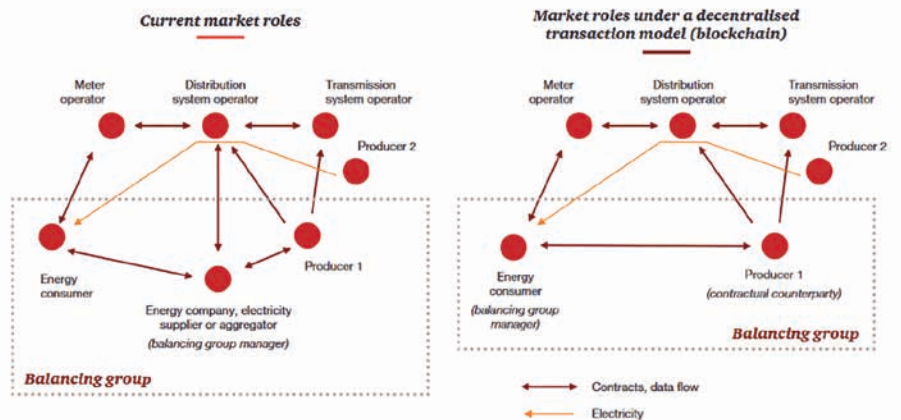 Current market roles
Meter
operator
Distribution
system operator
Transmission
system operator
Producer 2
Energy
consumer
Producer 1
Energy company, electricity
supplier or aggregator
(balancing group manager)
Balancing group
Market roles under a decentralised
transaction model (blockchain)
Meter
operator
Distribution
system operator
Transmission
system operator
Producer 2
Energy
consumer
(balancing group
manager)
Producer 1
(contractual counterparty)
Balancing group
Contracts, data flow
Electricity